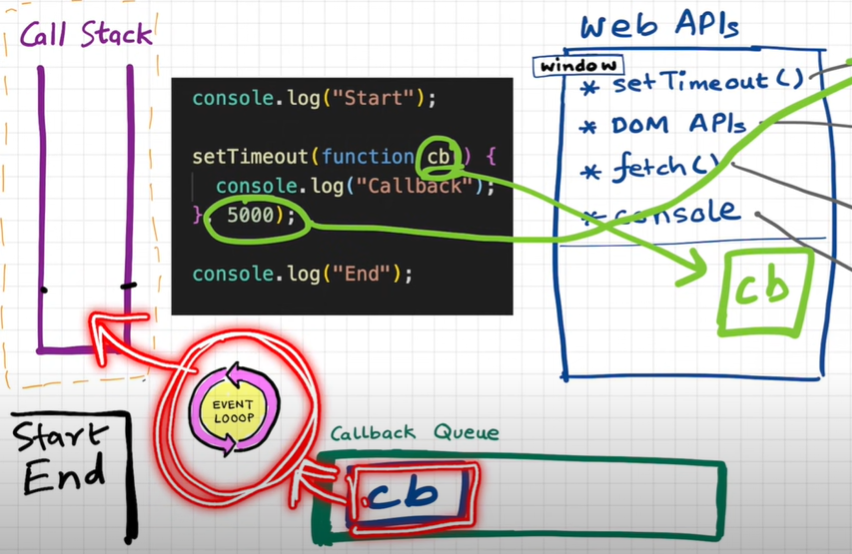 Call Stack
console.log("Start");
setTimeout(function cb() {
console.log("Callback");
}, 5000);
console.log("End");
Web APIs
window
* setTimeout()
* DOM APIs
* fetch()
* console
cb
Start
End
EVENT
LOOOP
Callback Queue
cb